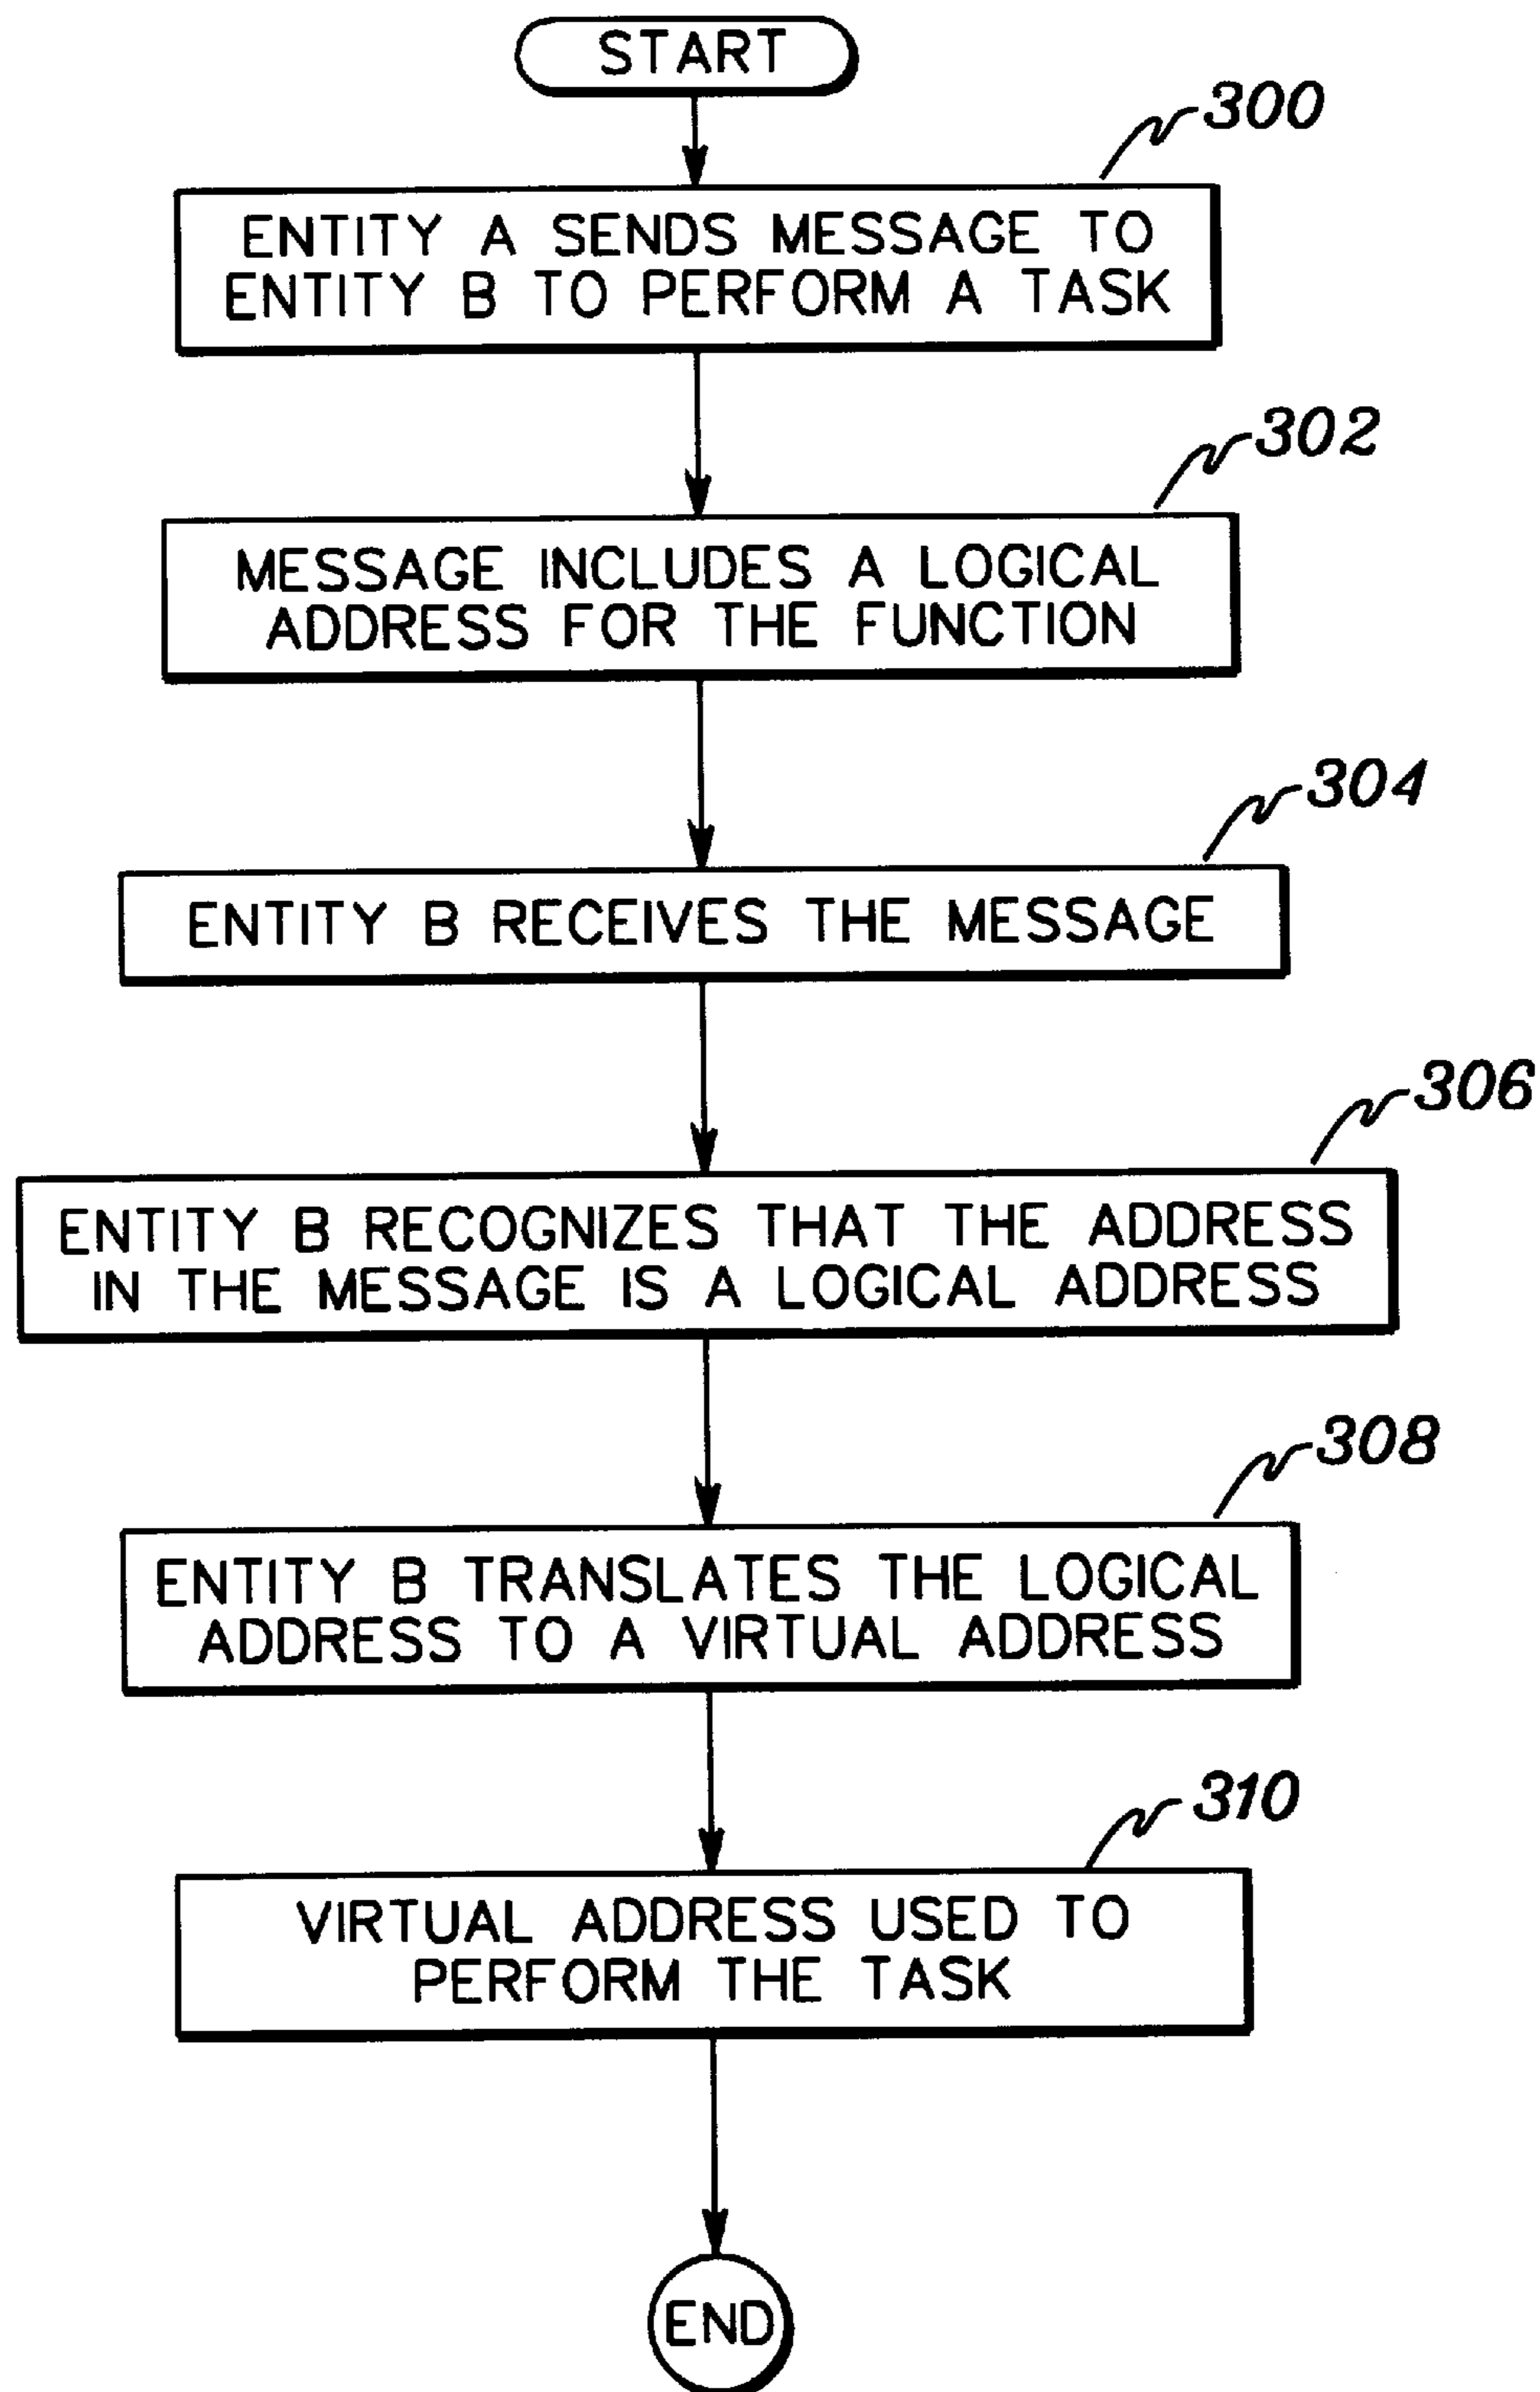 START
300
ENTITY A SENDS MESSAGE TO
ENTITY B TO PERFORM A TASK
302
MESSAGE INCLUDES A LOGICAL
ADDRESS FOR THE FUNCTION
304
ENTITY B RECEIVES THE MESSAGE
306
ENTITY B RECOGNIZES THAT THE ADDRESS
IN THE MESSAGE IS A LOGICAL ADDRESS
308
ENTITY B TRANSLATES THE LOGICAL
ADDRESS TO A VIRTUAL ADDRESS
310
VIRTUAL ADDRESS USED TO
PERFORM THE TASK
END